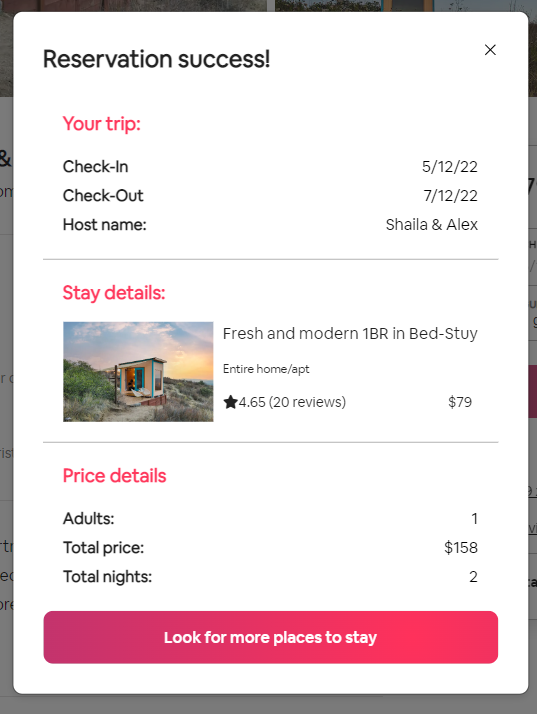 Reservation success!
Your trip:
Check-In 5/12/22
Check-Out 7/12/22
Host name: Shaila & Alex
Stay details:
Fresh and modern 1BR in Bed-Stuy
Entire home/apt
4.65 (20 reviews) $79
Price details
Adults: 1
Total price: $158
Total nights: 2
Look for more places to stay